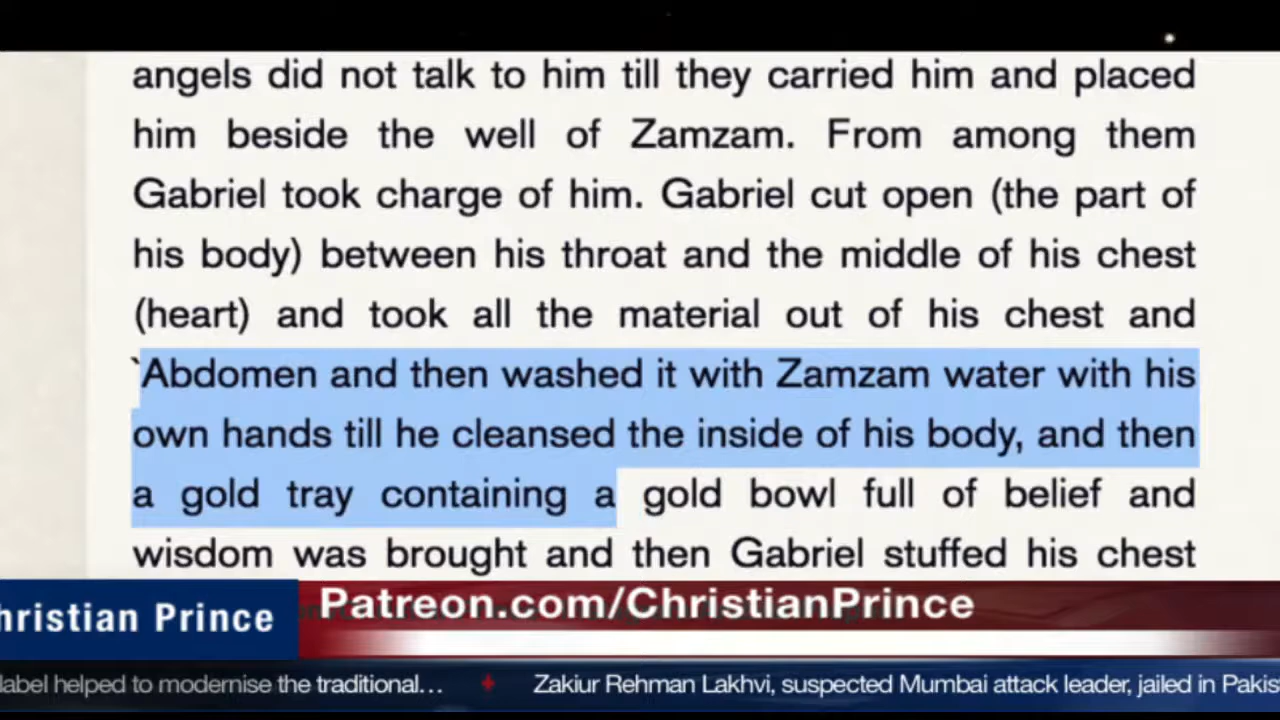 angels did not talk to him till they carried him and placed
him beside the well of Zamzam. From among them
Gabriel took charge of him. Gabriel cut open (the part of
his body) between his throat and the middle of his chest
(heart) and took all the material out of his chest and
`Abdomen and then washed it with Zamzam water with his
own hands till he cleansed the inside of his body, and then
a gold tray containing a gold bowl full of belief and
wisdom was brought and then Gabriel stuffed his chest
hristian Prince
Patreon.com/ChristianPrince
label helped to modernise the traditional...
Zakiur Rehman Lakhvi, suspected Mumbai attack leader, jailed in Pakis